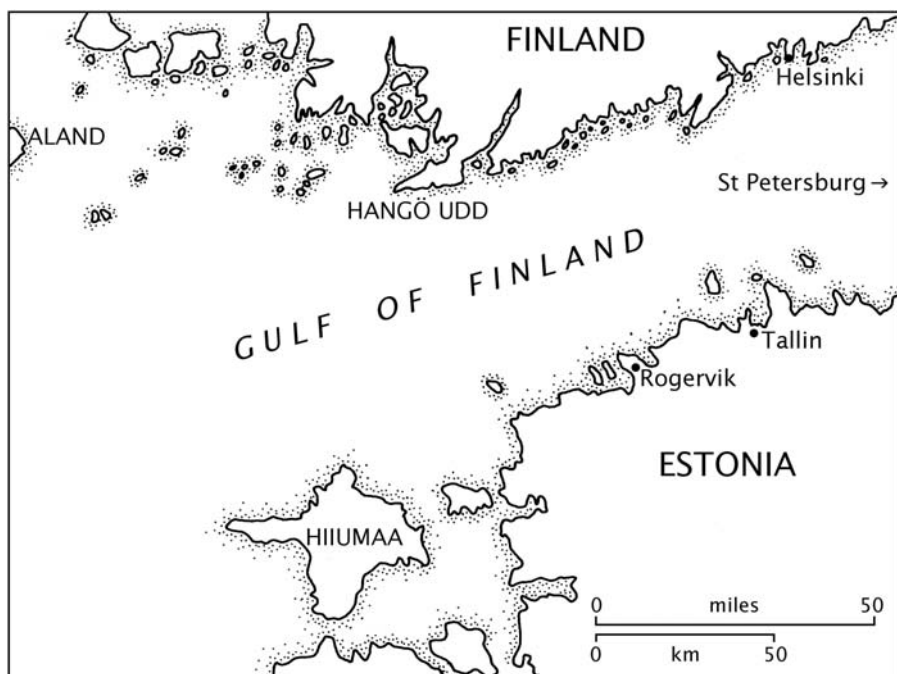 FINLAND
Helsinki
ALAND
St Petersburg →
HANGÖ UDD
GULF OF FINLAND
Tallin
Rogervik
ESTONIA
HIIUMAA
0 miles 50
0 km 50